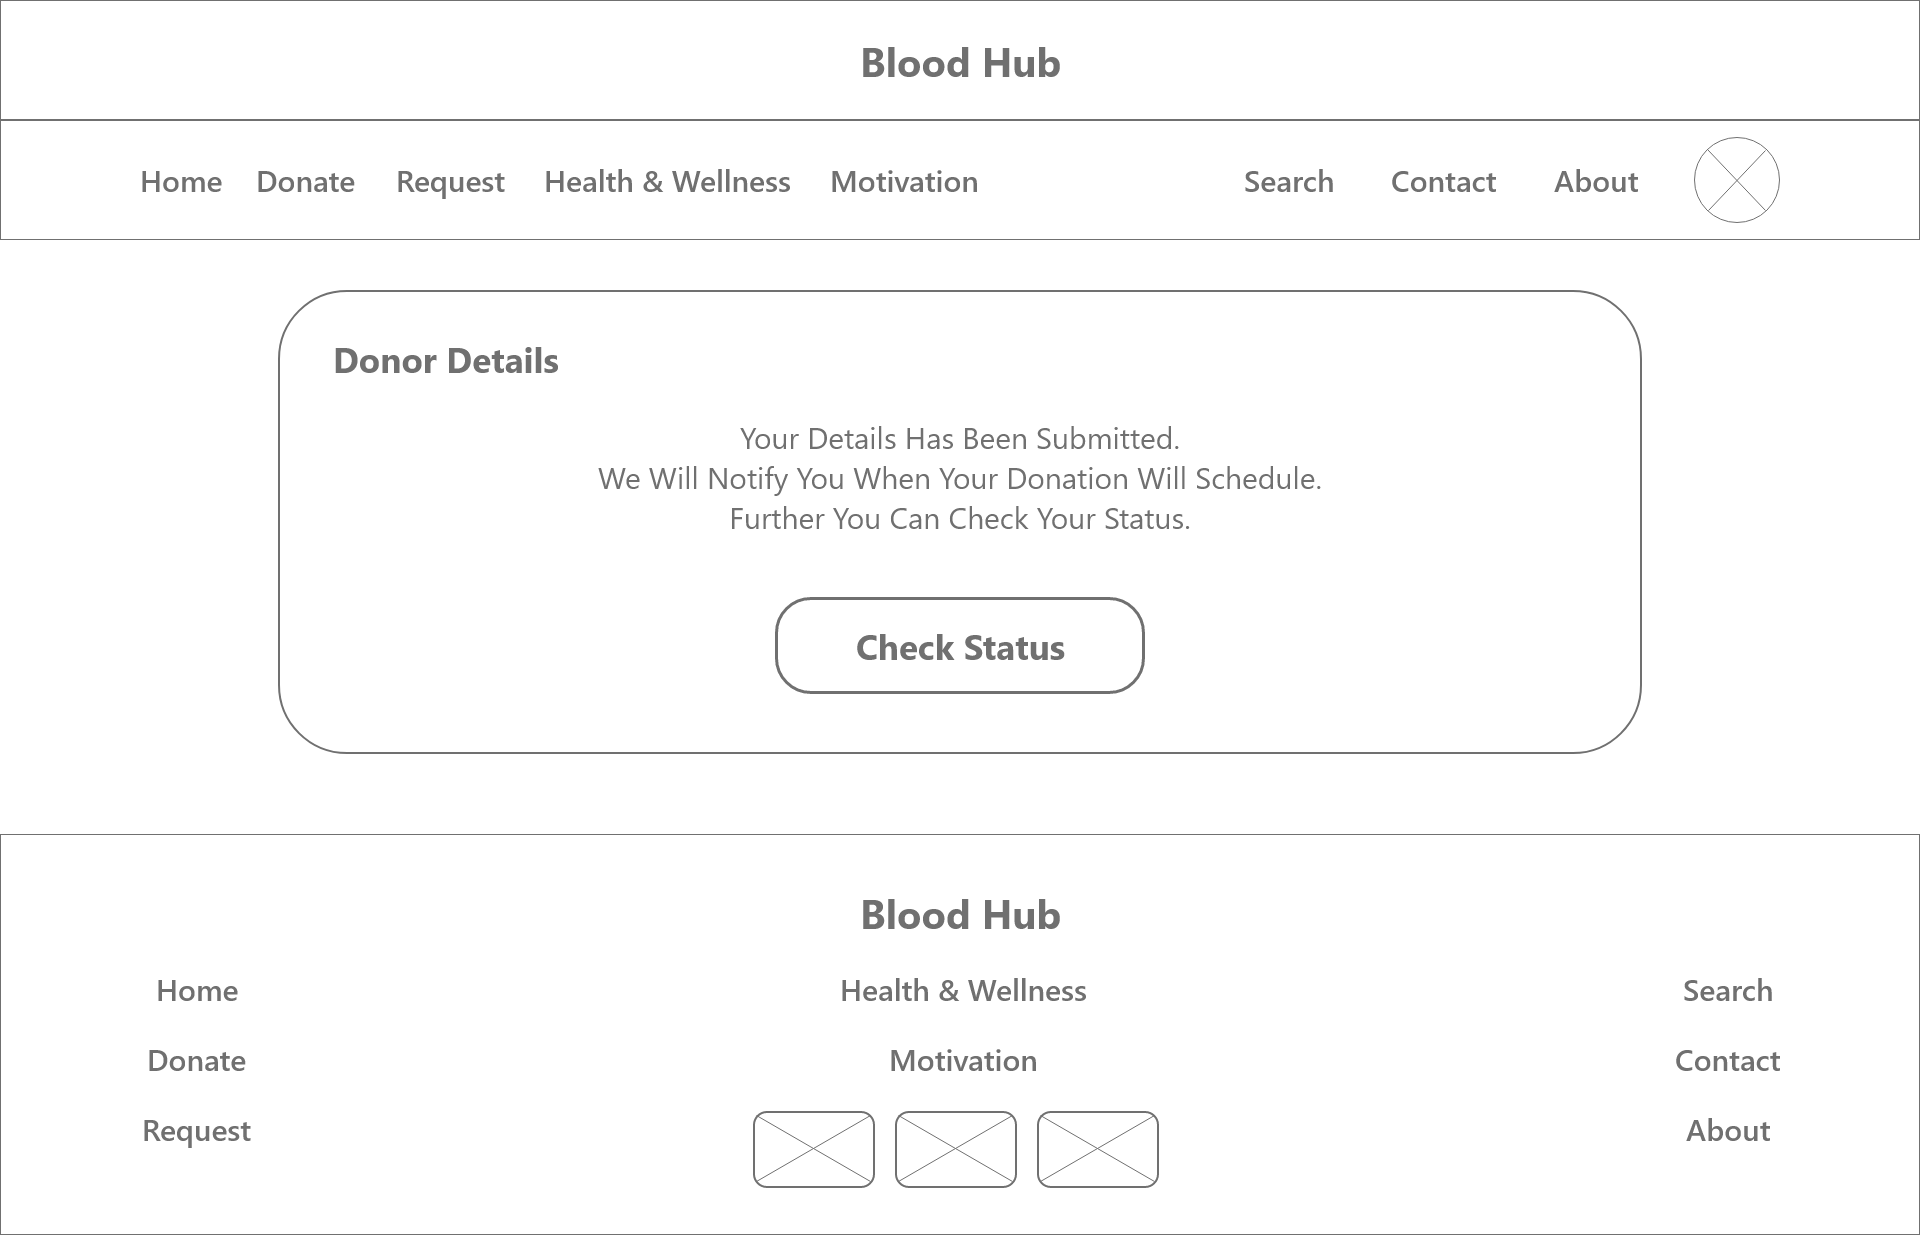 Blood Hub
Home Donate Request Health & Wellness Motivation Search Contact About
Donor Details
Your Details Has Been Submitted.
We Will Notify You When Your Donation Will Schedule.
Further You Can Check Your Status.
Check Status
Blood Hub
Home Health & Wellness Search
Donate Motivation Contact
Request About